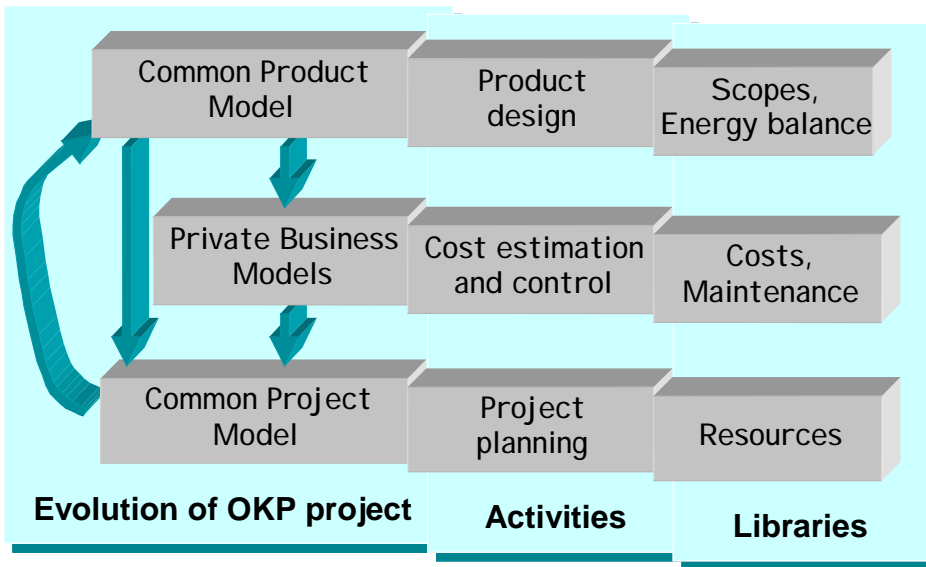 Common Product
Model
Product
design
Scopes,
Energy balance
Private Business
Models
Cost estimation
and control
Costs,
Maintenance
Common Project
Model
Project
planning
Resources
Evolution of OKP project
Activities
Libraries